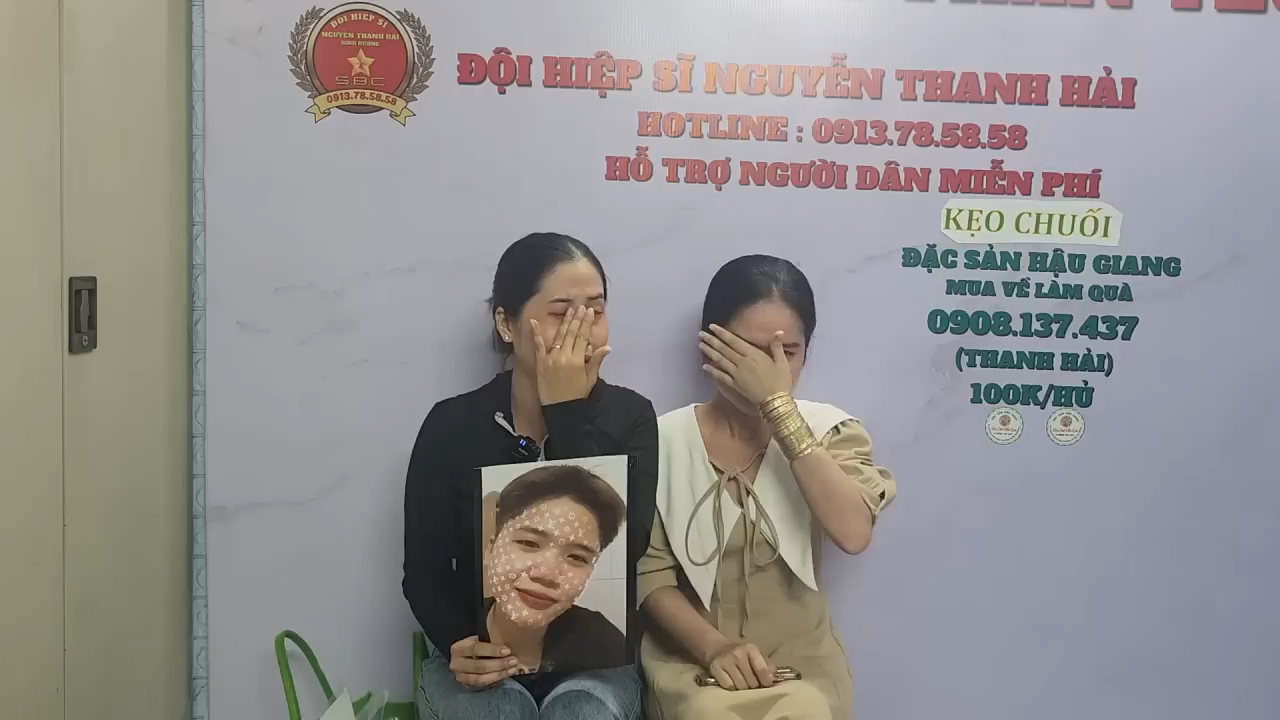 ĐỘI HIỆP SĨ
NGUYỄN THANH HẢI
SBC
0913.78.58.58
ĐỘI HIỆP SĨ NGUYỄN THANH HẢI
HOTLINE : 0913.78.58.58
HỖ TRỢ NGƯỜI DÂN MIỄN PHÍ
KẸO CHUỐI
ĐẶC SẢN HẬU GIANG
MUA VỀ LÀM QUÀ
0908.137.437
(THANH HẢI)
100K/HỦ